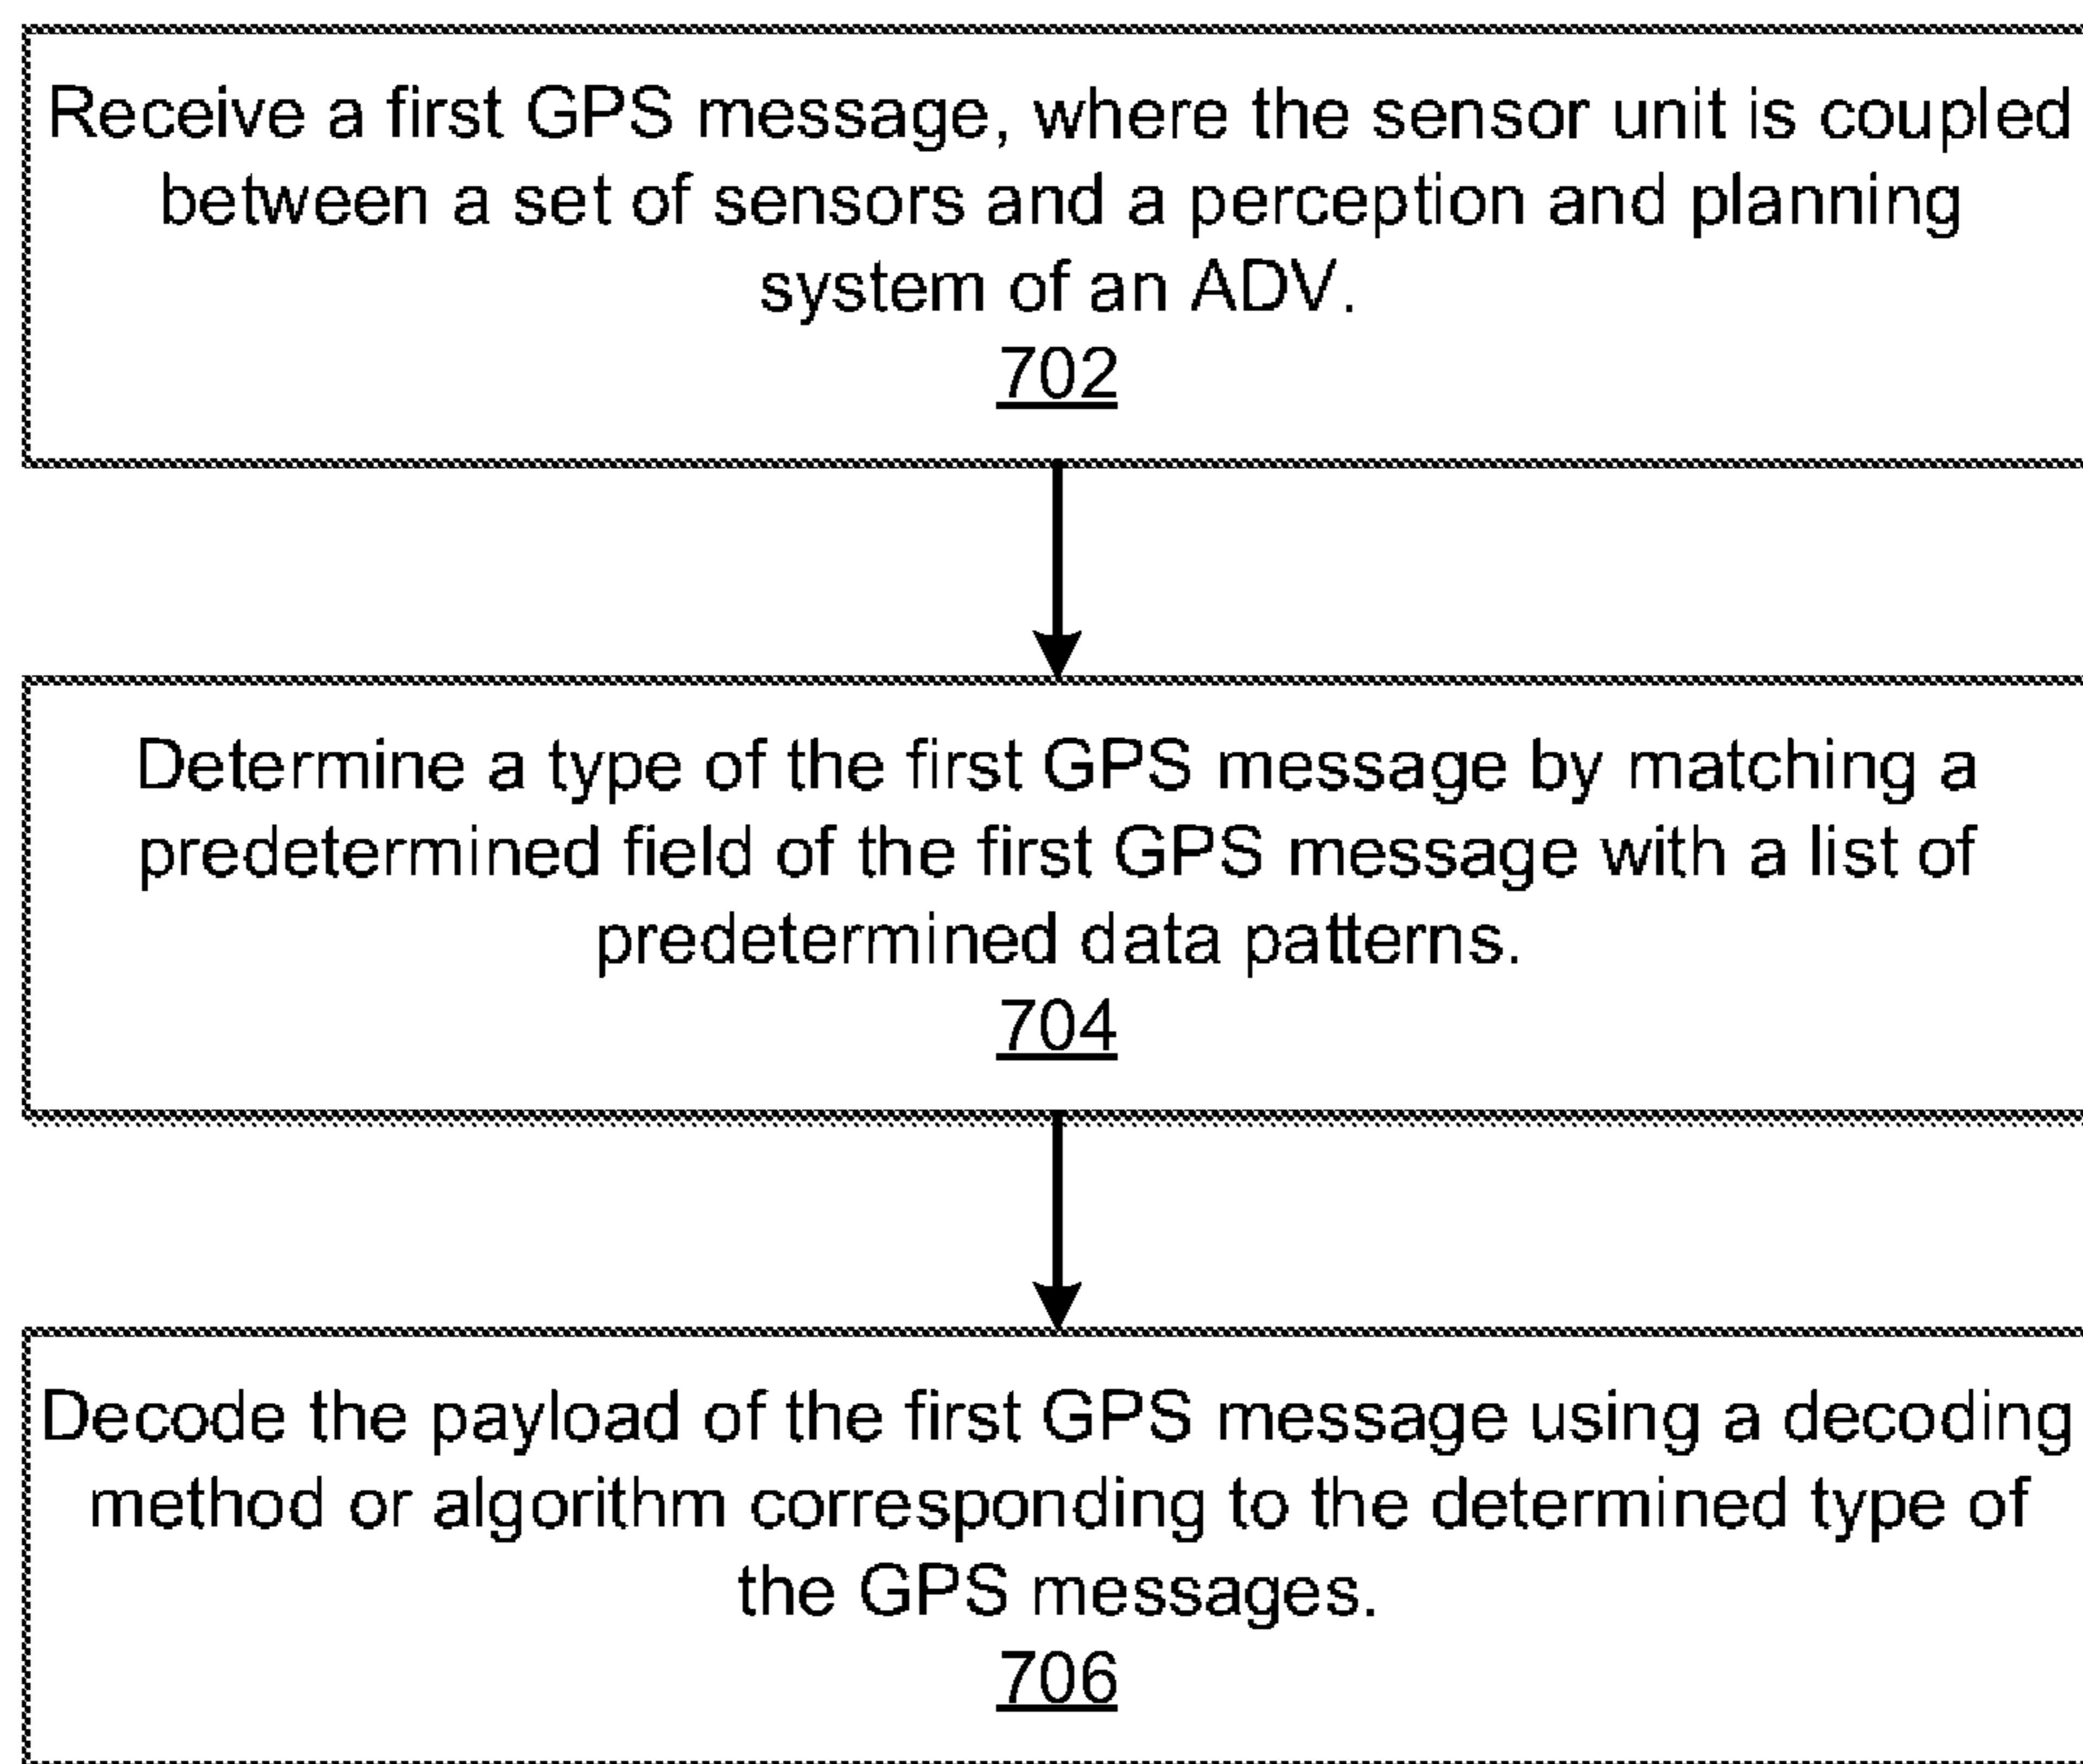 Receive a first GPS message, where the sensor unit is coupled
between a set of sensors and a perception and planning
system of an ADV.
702
Determine a type of the first GPS message by matching a
predetermined field of the first GPS message with a list of
predetermined data patterns.
704
Decode the payload of the first GPS message using a decoding
method or algorithm corresponding to the determined type of
the GPS messages.
706